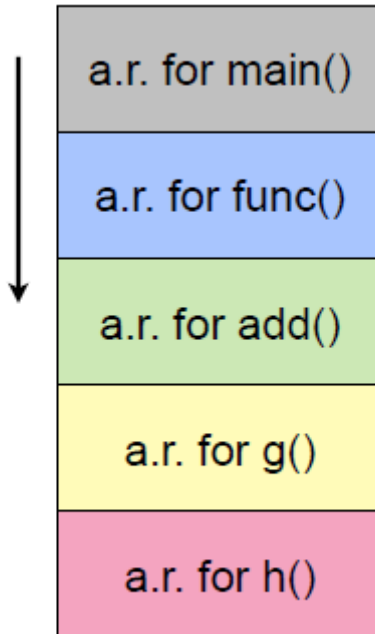 a.r. for main()
a.r. for func()
a.r. for add()
a.r. for g()
a.r. for h()